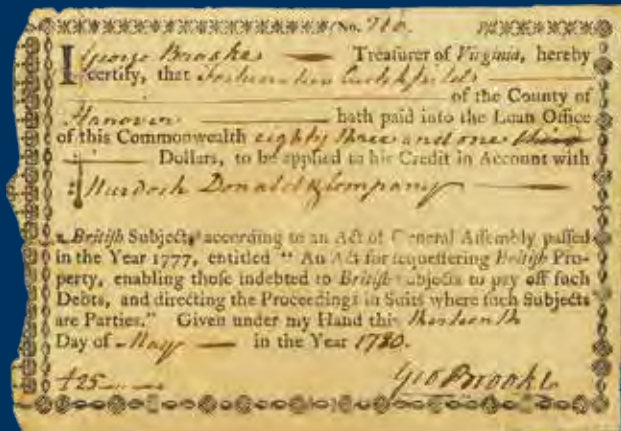 No. 710.
I George Brooke Treasurer of Virginia, hereby
certify, that Crutchfield
of the County of
Hanover hath paid into the Loan Office
of this Commonwealth eighty three and one third
Dollars, to be applied to his Credit in Account with
Murdoch Donald & Company
British Subjects, according to an Act of General Assembly passed
in the Year 1777, entitled “ An Act for sequestering British Pro-
perty, enabling those indebted to British subjects to pay off such
Debts, and directing the Proceedings in Suits where such Subjects
are Parties.” Given under my Hand this thirteenth
Day of May in the Year 1780.
£25
Geo Brooke